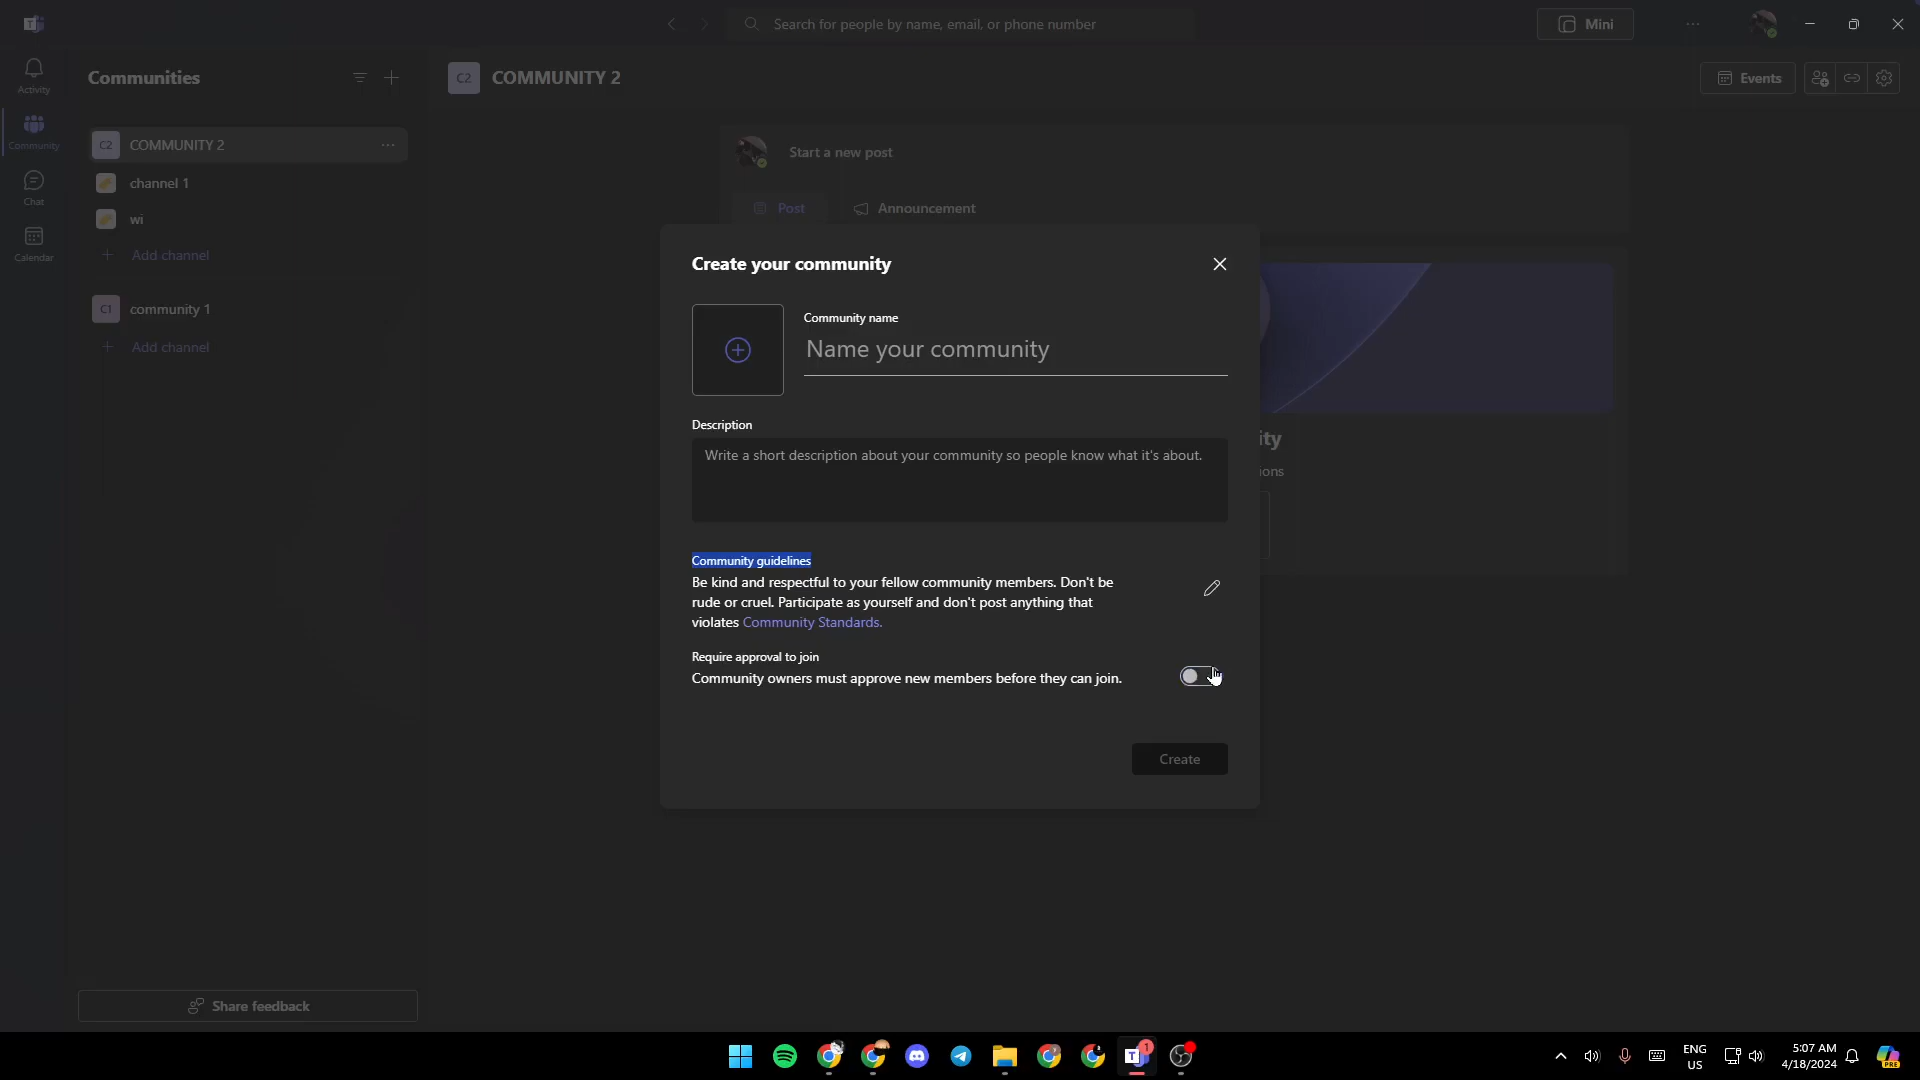 Search for people by name, email, or phone number
Mini
Activity
Community
Chat
Calendar
Communities
C2 COMMUNITY 2
channel 1
wi
Add channel
C1 community 1
Add channel
Share feedback
C2 COMMUNITY 2
Events
Start a new post
Post
Announcement
ity
ions
Create your community
Community name
Name your community
Description
Write a short description about your community so people know what it's about.
Community guidelines
Be kind and respectful to your fellow community members. Don't be
rude or cruel. Participate as yourself and don't post anything that
violates Community Standards.
Require approval to join
Community owners must approve new members before they can join.
Create
1
ENG
US
5:07 AM
4/18/2024
PRE